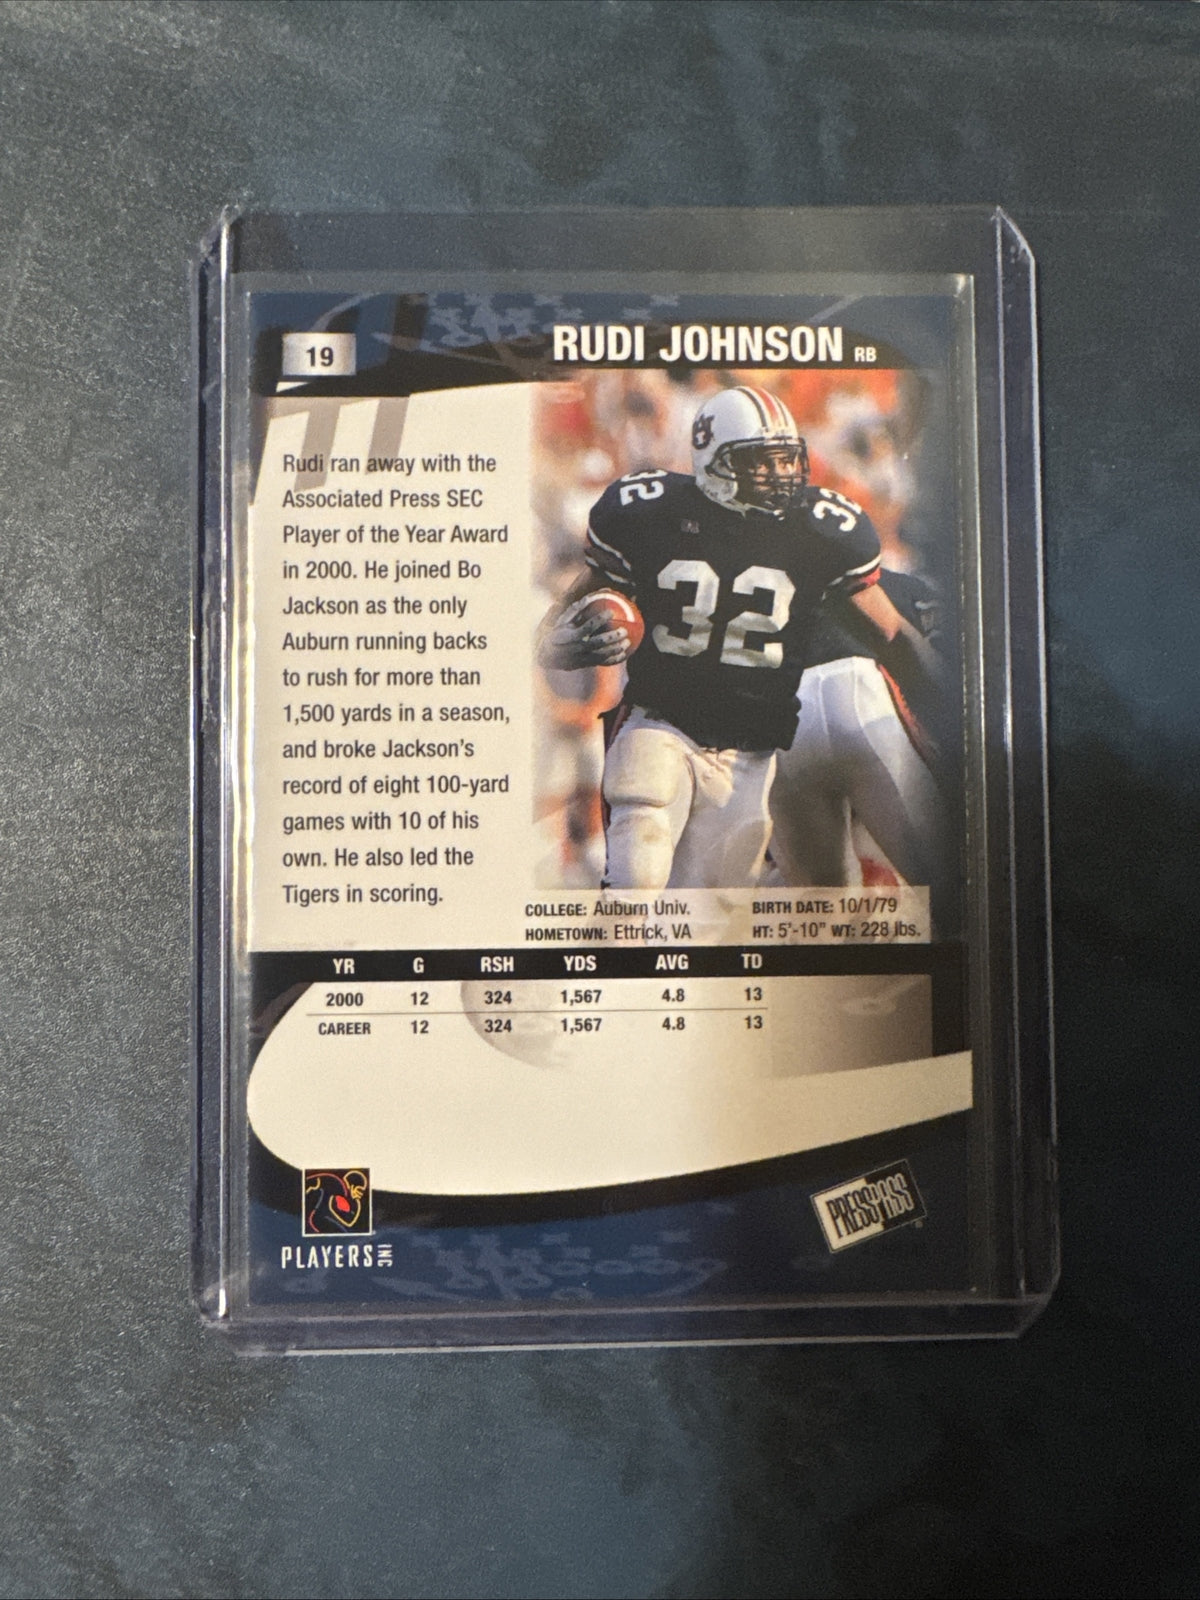 19
RUDI JOHNSON RB
Rudi ran away with the
Associated Press SEC
Player of the Year Award
in 2000. He joined Bo
Jackson as the only
Auburn running backs
to rush for more than
1,500 yards in a season,
and broke Jackson's
record of eight 100-yard
games with 10 of his
own. He also led the
Tigers in scoring.
32
32
32
COLLEGE: Auburn Univ.
HOMETOWN: Ettrick, VA
BIRTH DATE: 10/1/79
HT: 5'-10" WT: 228 lbs.
YR G RSH YDS AVG TD
2000 12 324 1,567 4.8 13
CAREER 12 324 1,567 4.8 13
PLAYERS INC
PRESS PASS